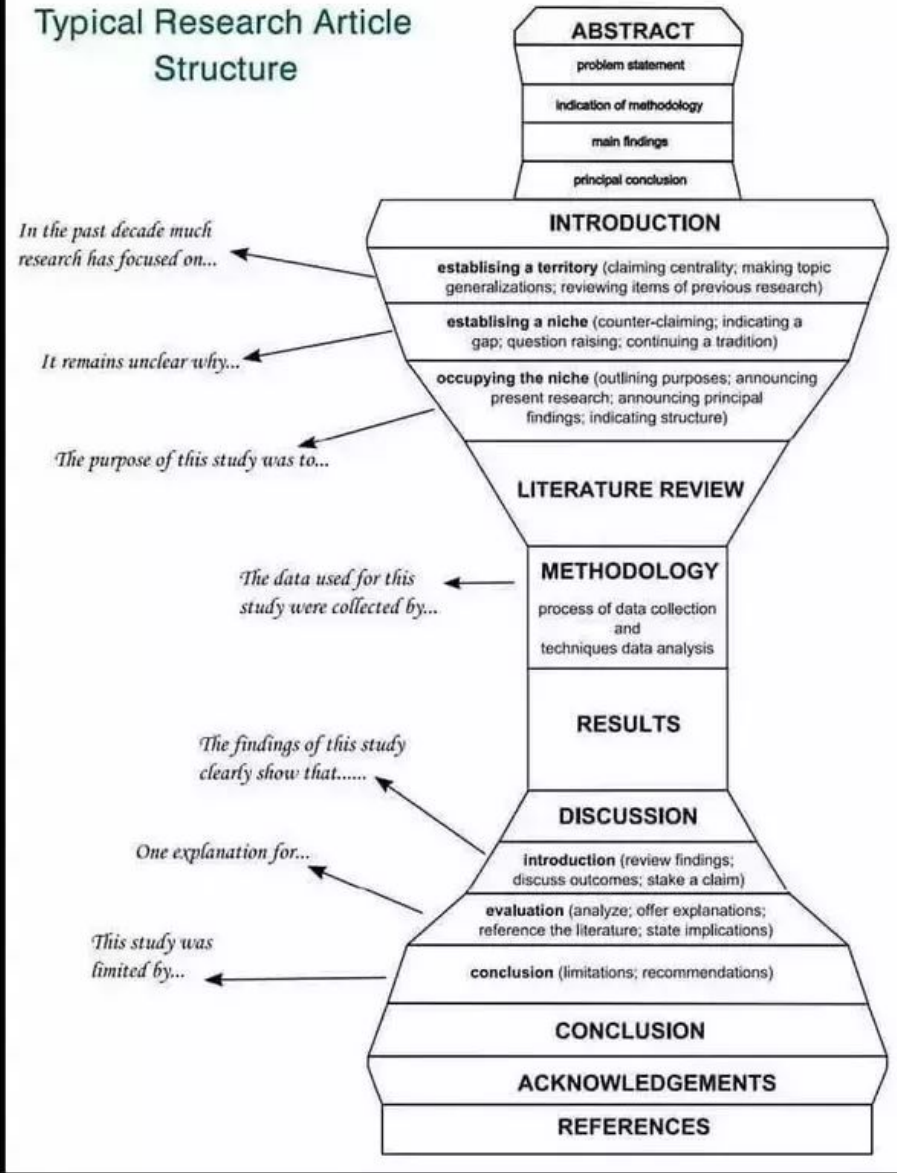 Typical Research Article
Structure
ABSTRACT
problem statement
indication of methodology
main findings
principal conclusion
INTRODUCTION
In the past decade much
research has focused on...
establising a territory (claiming centrality; making topic
generalizations; reviewing items of previous research)
establising a niche (counter-claiming; indicating a
gap; question raising; continuing a tradition)
It remains unclear why...
occupying the niche (outlining purposes; announcing
present research; announcing principal
findings; indicating structure)
The purpose of this study was to...
LITERATURE REVIEW
METHODOLOGY
The data used for this
study were collected by...
process of data collection
and
techniques data analysis
RESULTS
The findings of this study
clearly show that......
DISCUSSION
introduction (review findings;
discuss outcomes; stake a claim)
One explanation for...
evaluation (analyze; offer explanations;
reference the literature; state implications)
This study was
limited by...
conclusion (limitations; recommendations)
CONCLUSION
ACKNOWLEDGEMENTS
REFERENCES